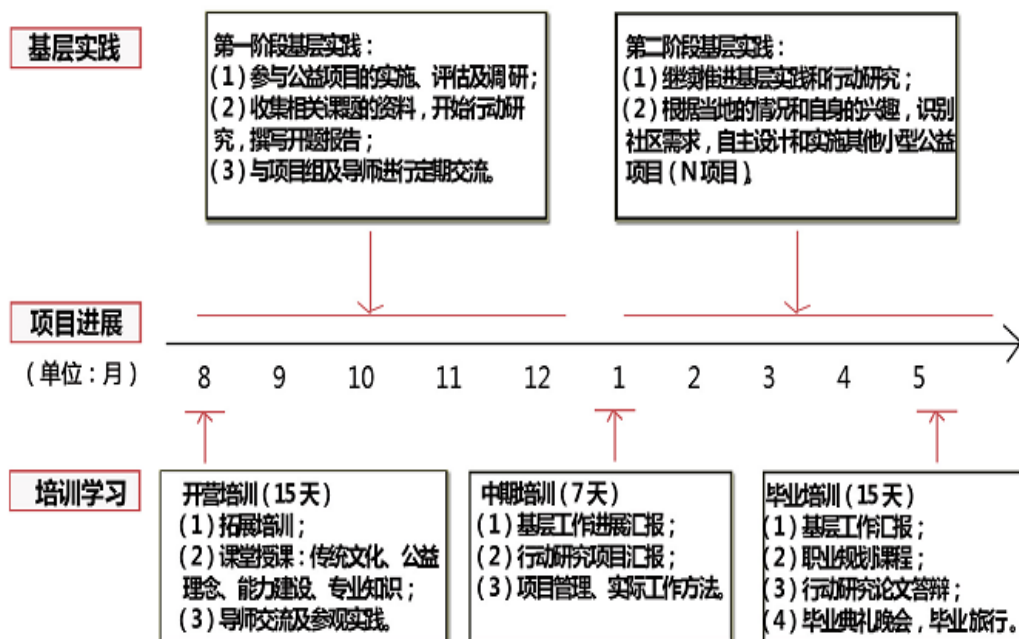 基层实践
第一阶段基层实践：
（1）参与公益项目的实施、评估及调研；
（2）收集相关课题的资料，开始行动研
究，撰写开题报告；
（3）与项目组及导师进行定期交流。
第二阶段基层实践：
（1）继续推进基层实践和行动研究；
（2）根据当地的情况和自身的兴趣，识别
社区需求，自主设计和实施其他小型公益
项目（N项目）。
项目进展
（单位：月）
8 9 10 11 12 1 2 3 4 5
培训学习
开营培训（15天）
（1）拓展培训；
（2）课堂授课：传统文化、公益
理念、能力建设、专业知识；
（3）导师交流及参观实践。
中期培训（7天）
（1）基层工作进展汇报；
（2）行动研究项目汇报；
（3）项目管理、实际工作方法。
毕业培训（15天）
（1）基层工作汇报；
（2）职业规划课程；
（3）行动研究论文答辩；
（4）毕业典礼晚会，毕业旅行。